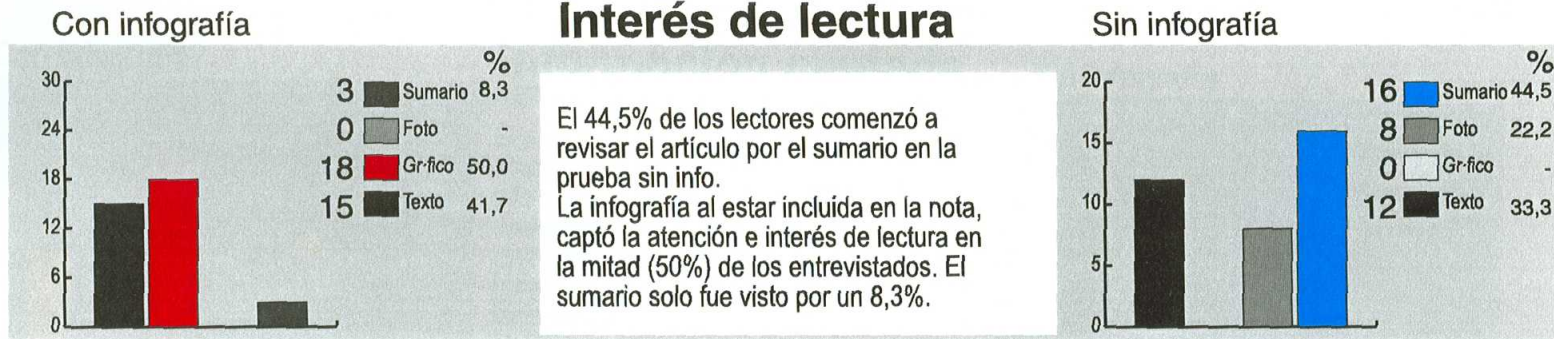 Interés de lectura
Con infografía
%
30
24
18
12
6
0
3 Sumario 8,3
0 Foto -
18 Gr·fico 50,0
15 Texto 41,7
El 44,5% de los lectores comenzó a
revisar el artículo por el sumario en la
prueba sin info.
La infografía al estar incluida en la nota,
captó la atención e interés de lectura en
la mitad (50%) de los entrevistados. El
sumario solo fue visto por un 8,3%.
Sin infografía
%
20
15
10
5
0
16 Sumario 44,5
8 Foto 22,2
0 Gr·fico -
12 Texto 33,3